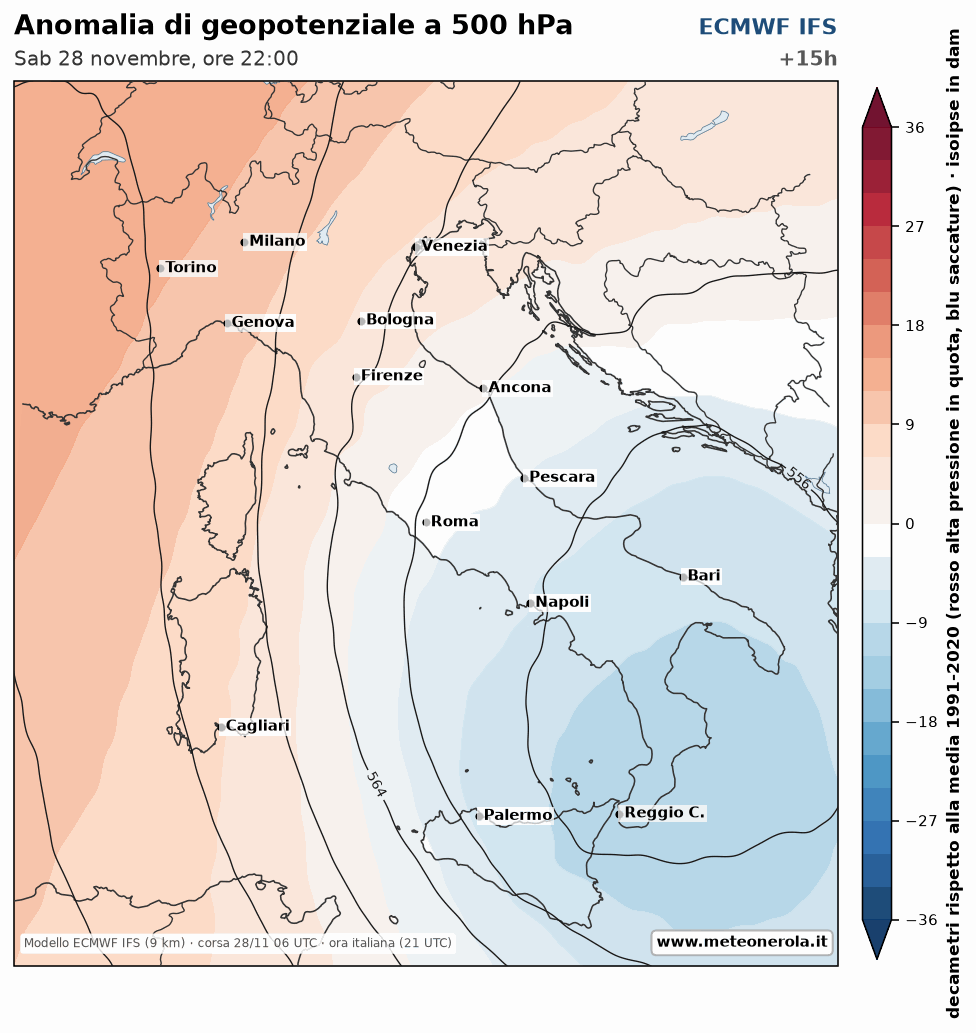 Anomalia di geopotenziale a 500 hPa
ECMWF IFS
Sab 28 novembre, ore 22:00
+15h
Milano
Venezia
Torino
Genova
Bologna
Firenze
Ancona
Pescara
556
Roma
Bari
Napoli
Cagliari
564
Palermo
Reggio C.
Modello ECMWF IFS (9 km) · corsa 28/11 06 UTC · ora italiana (21 UTC)
www.meteonerola.it
36
27
18
9
0
−9
−18
−27
−36
decametri rispetto alla media 1991-2020 (rosso alta pressione in quota, blu saccature) · isoipse in dam